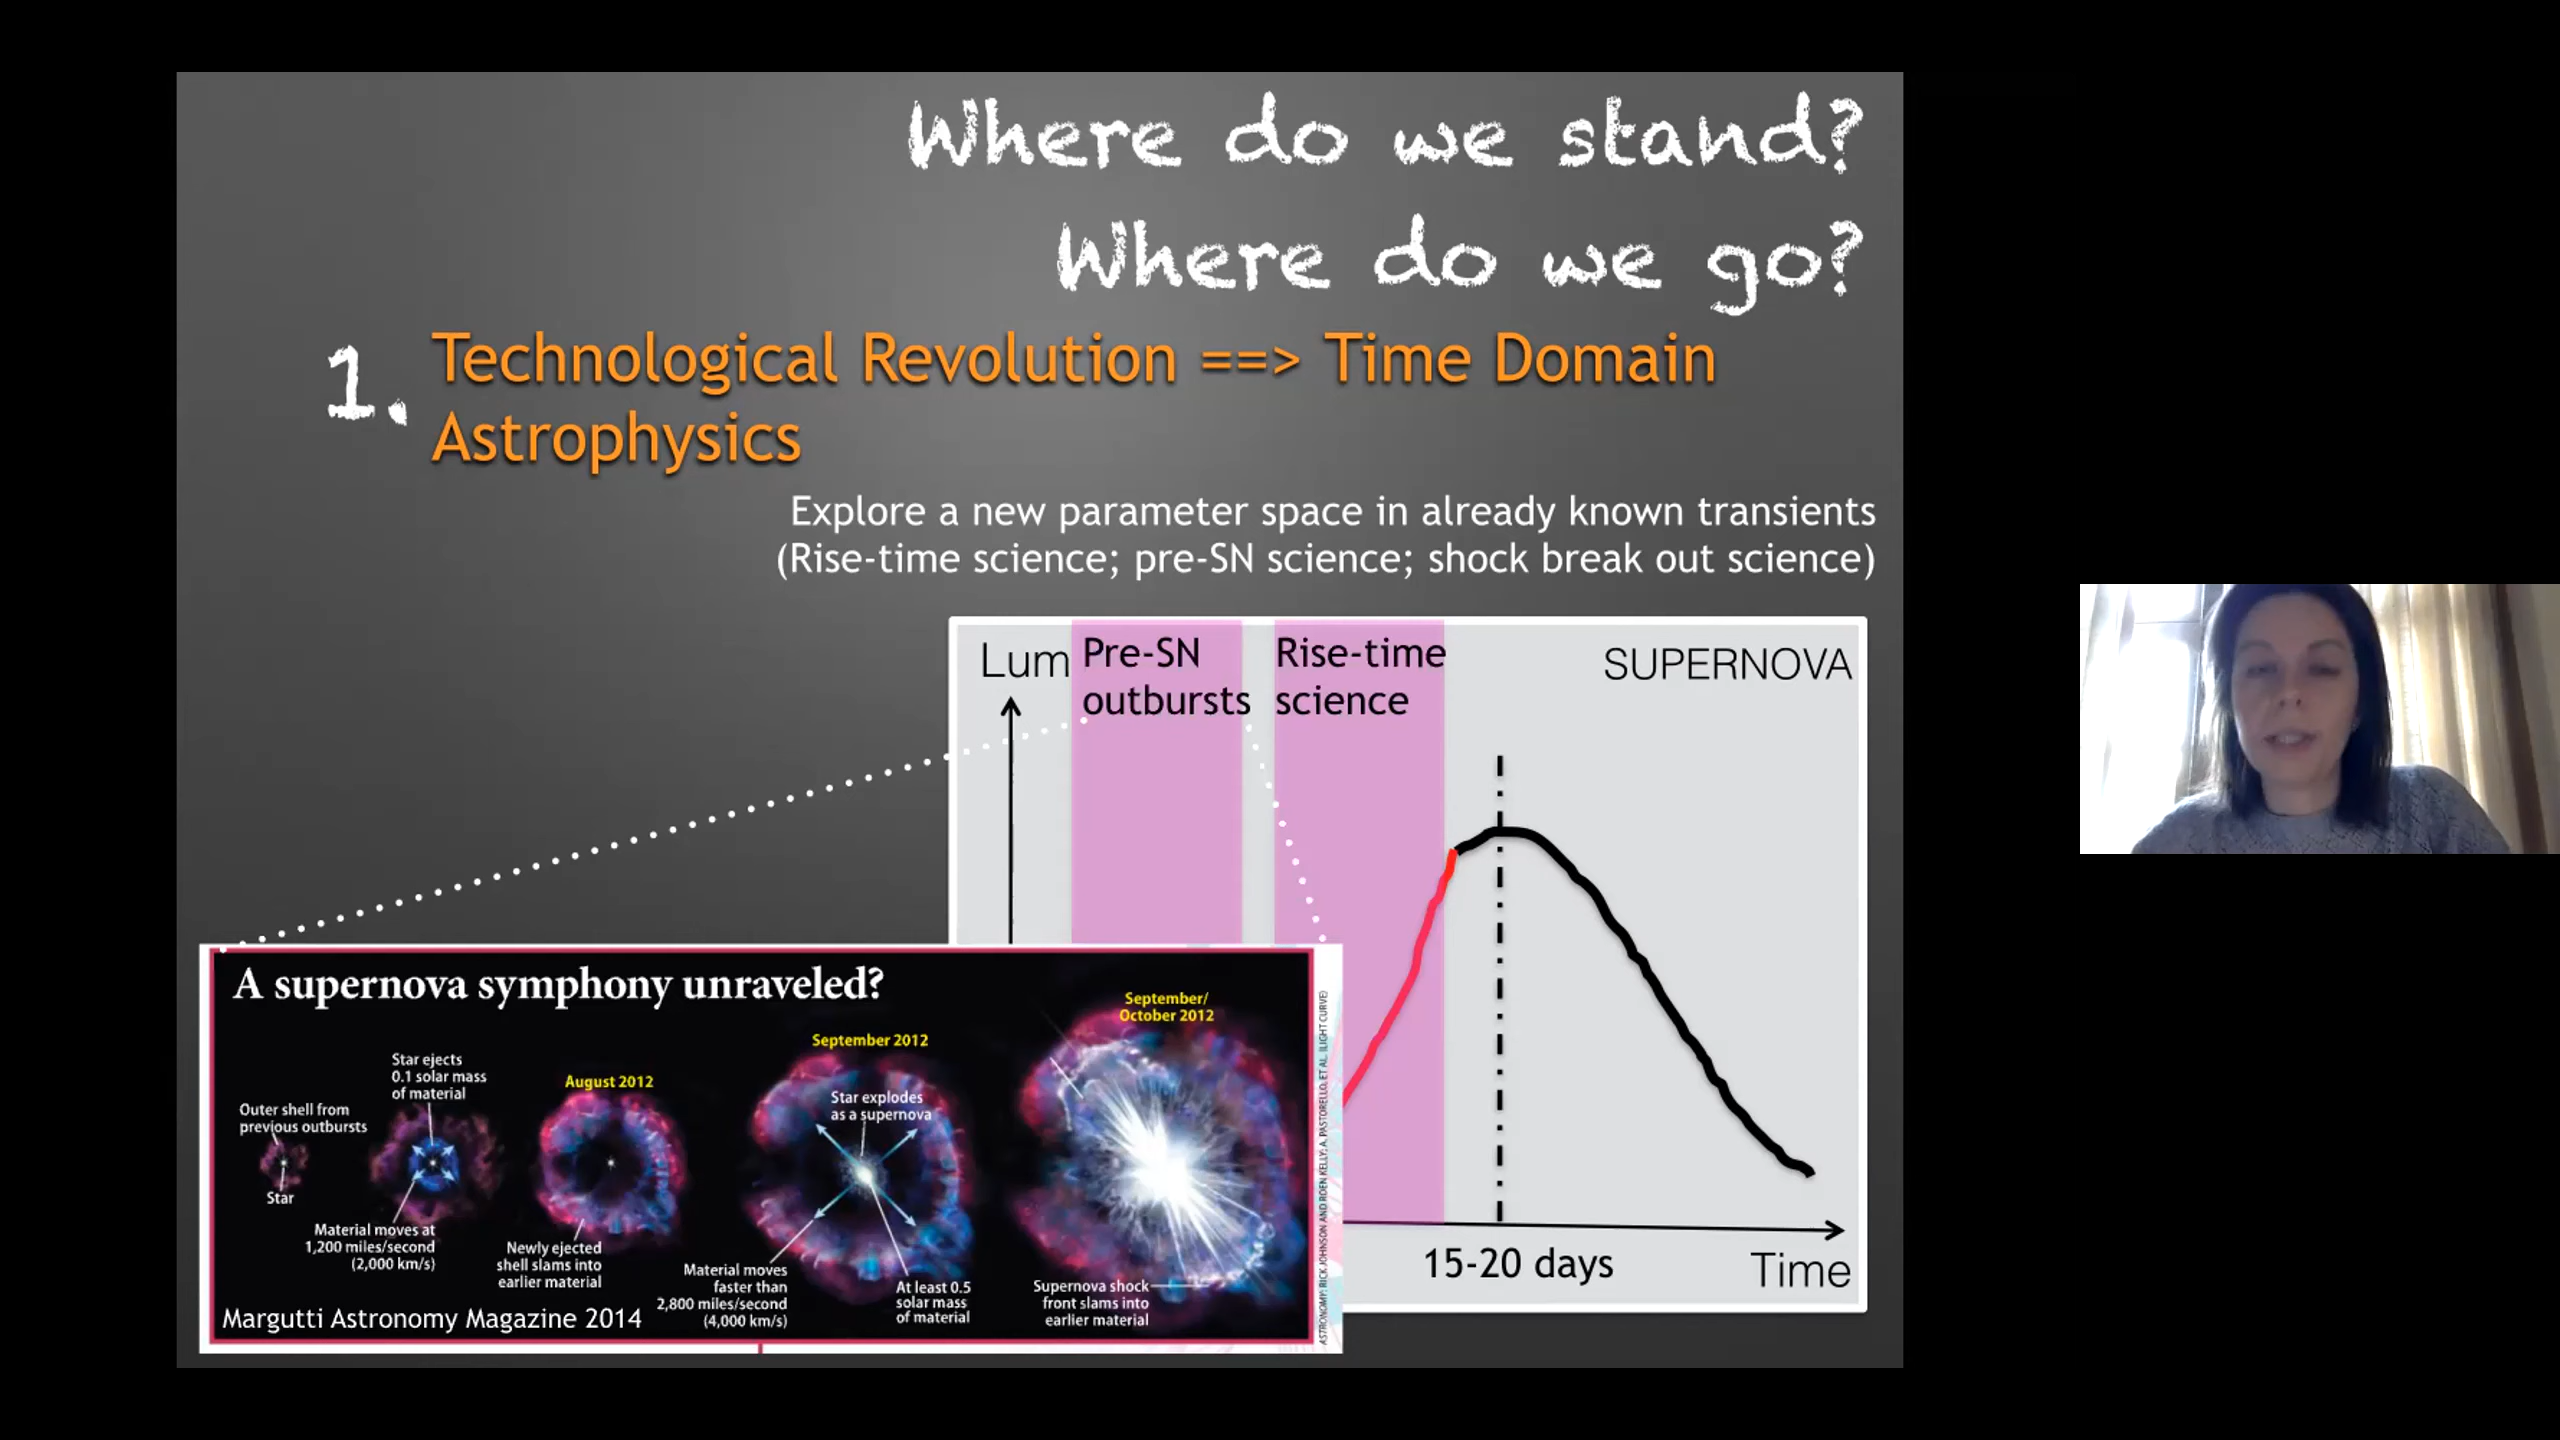 Where do we stand?
Where do we go?
1.
Technological Revolution ==> Time Domain
Astrophysics
Explore a new parameter space in already known transients
(Rise-time science; pre-SN science; shock break out science)
Lum
Pre-SN
outbursts
Rise-time
science
SUPERNOVA
15-20 days
Time
A supernova symphony unraveled?
Outer shell from
previous outbursts
Star
Star ejects
0.1 solar mass
of material
Material moves at
1,200 miles/second
(2,000 km/s)
August 2012
Newly ejected
shell slams into
earlier material
September 2012
Star explodes
as a supernova
Material moves
faster than
2,800 miles/second
(4,000 km/s)
At least 0.5
solar mass
of material
September/
October 2012
Supernova shock
front slams into
earlier material
Margutti Astronomy Magazine 2014
ASTRONOMY: RICK JOHNSON AND ROEN KELLY; A. PASTORELLO, ET AL. (LIGHT CURVE)